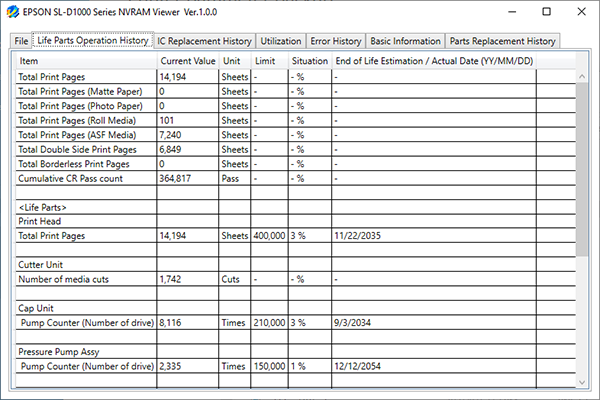 EPSON SL-D1000 Series NVRAM Viewer Ver.1.0.0
File Life Parts Operation History IC Replacement History Utilization Error History Basic Information Parts Replacement History
Item Current Value Unit Limit Situation End of Life Estimation / Actual Date (YY/MM/DD)
Total Print Pages 14,194 Sheets - - % -
Total Print Pages (Matte Paper) 0 Sheets - - % -
Total Print Pages (Photo Paper) 0 Sheets - - % -
Total Print Pages (Roll Media) 101 Sheets - - % -
Total Print Pages (ASF Media) 7,240 Sheets - - % -
Total Double Side Print Pages 6,849 Sheets - - % -
Total Borderless Print Pages 0 Sheets - - % -
Cumulative CR Pass count 364,817 Pass - - % -
<Life Parts>
Print Head
Total Print Pages 14,194 Sheets 400,000 3 % 11/22/2035
Cutter Unit
Number of media cuts 1,742 Cuts - - % -
Cap Unit
Pump Counter (Number of drive) 8,116 Times 210,000 3 % 9/3/2034
Pressure Pump Assy
Pump Counter (Number of drive) 2,335 Times 150,000 1 % 12/12/2054